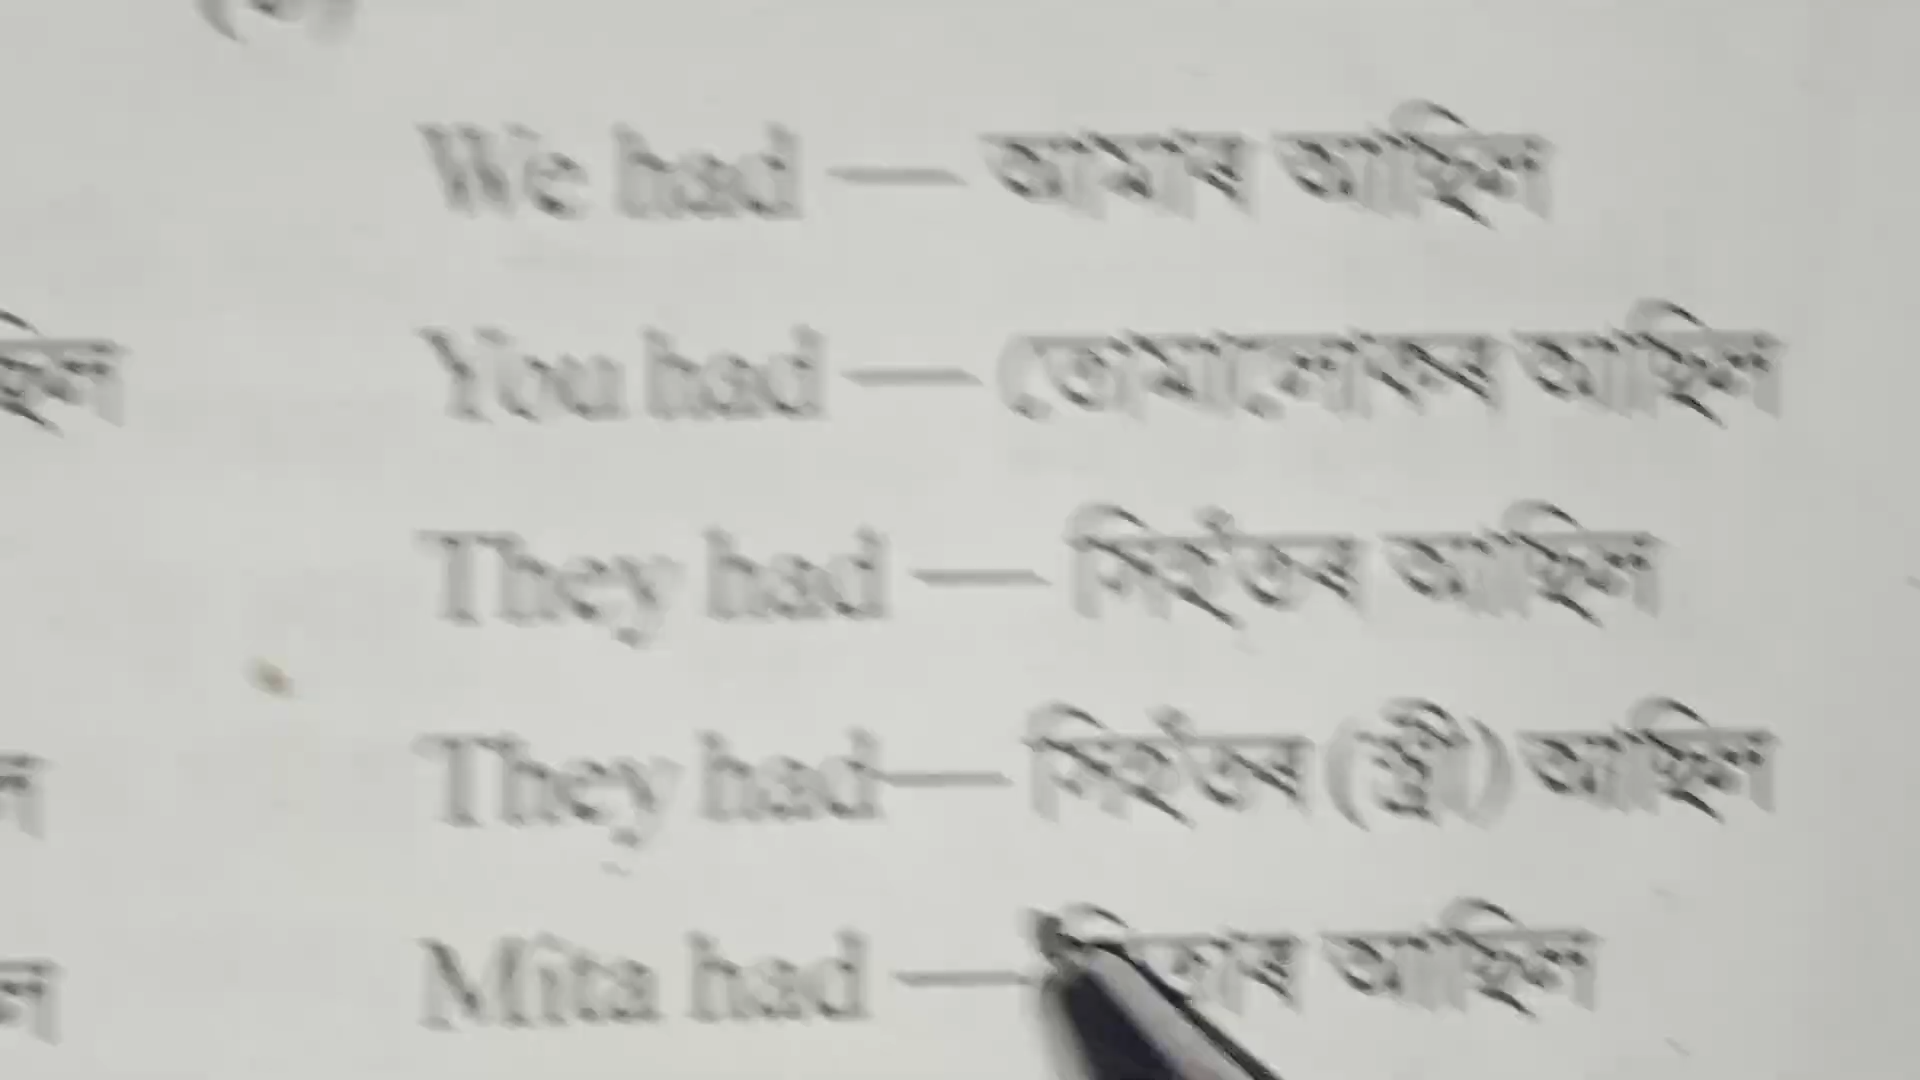 We had — আমাৰ আছিল
You had — তোমালোকৰ আছিল
They had — সিহঁতৰ আছিল
They had — সিহঁতৰ (স্ত্ৰী) আছিল
Mita had — আছিল